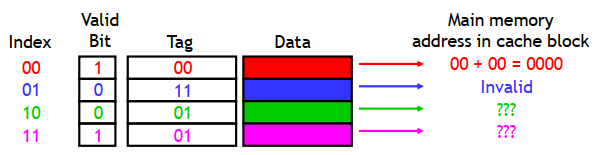 Index Valid Bit Tag Data Main memory address in cache block
00 1 00 00 + 00 = 0000
01 0 11 Invalid
10 0 01 ???
11 1 01 ???